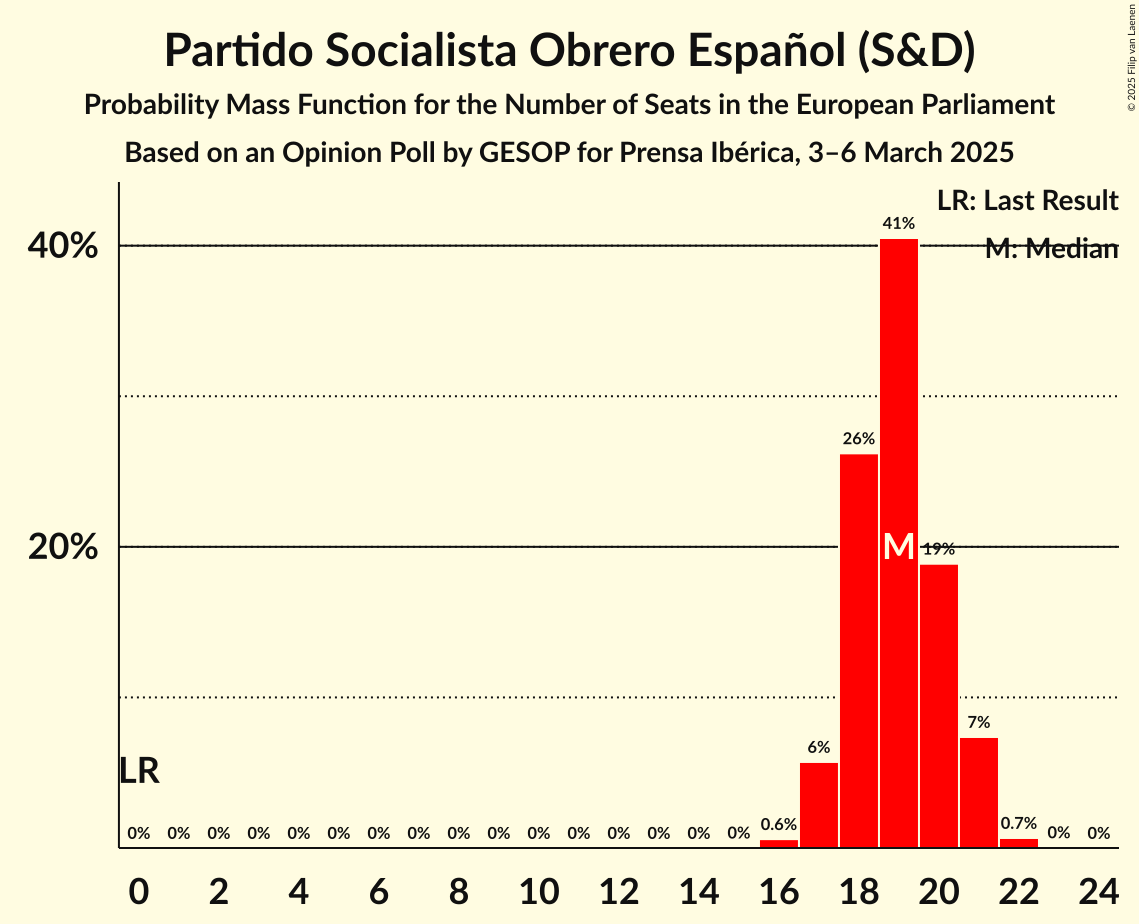 Partido Socialista Obrero Español (S&D)
Probability Mass Function for the Number of Seats in the European Parliament
Based on an Opinion Poll by GESOP for Prensa Ibérica, 3–6 March 2025
© 2025 Filip van Laenen
LR: Last Result
M: Median
40%
20%
41%
26%
M
19%
7%
6%
LR
0% 0% 0% 0% 0% 0% 0% 0% 0% 0% 0% 0% 0% 0% 0% 0% 0.6% 0.7% 0% 0%
0 2 4 6 8 10 12 14 16 18 20 22 24